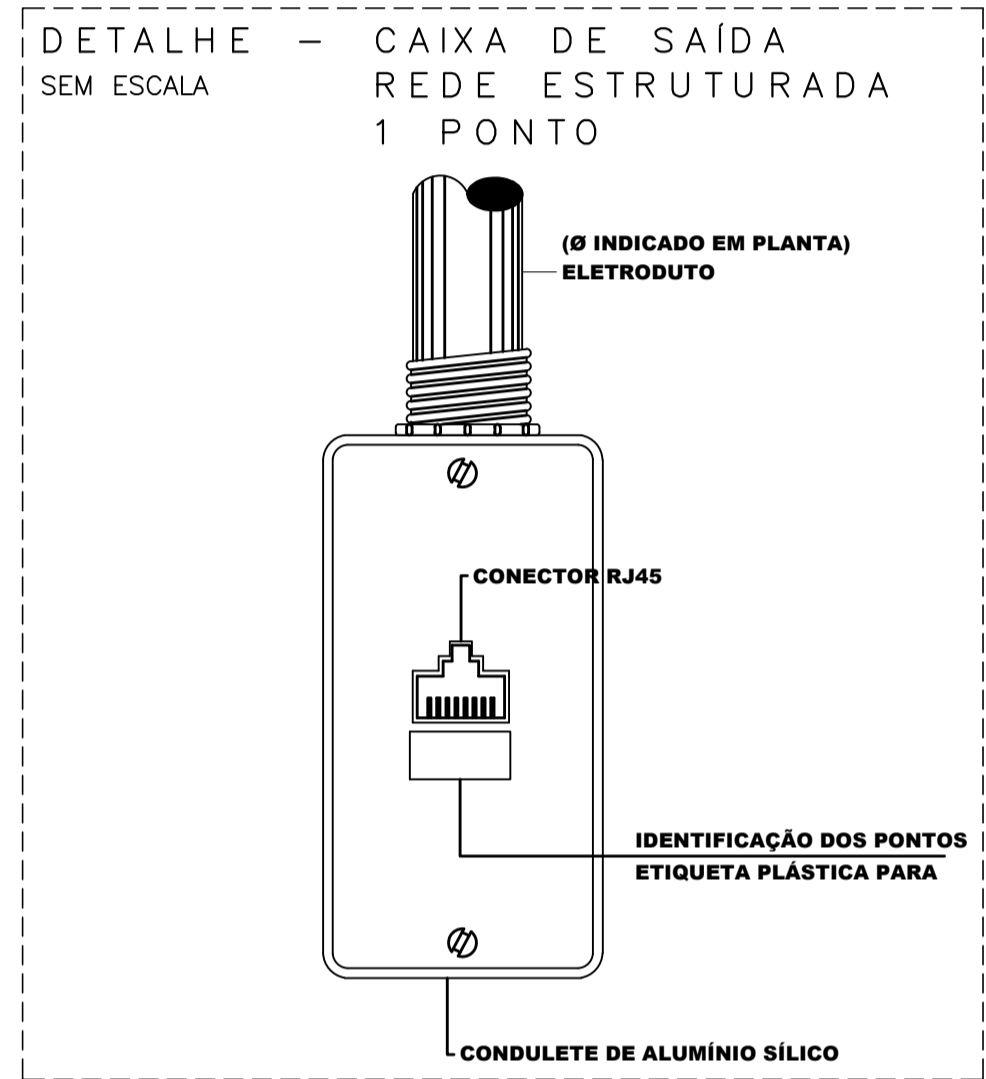 DETALHE - CAIXA DE SAÍDA
SEM ESCALA REDE ESTRUTURADA
1 PONTO
(Ø INDICADO EM PLANTA)
ELETRODUTO
CONECTOR RJ45
IDENTIFICAÇÃO DOS PONTOS
ETIQUETA PLÁSTICA PARA
CONDULETE DE ALUMÍNIO SÍLICO